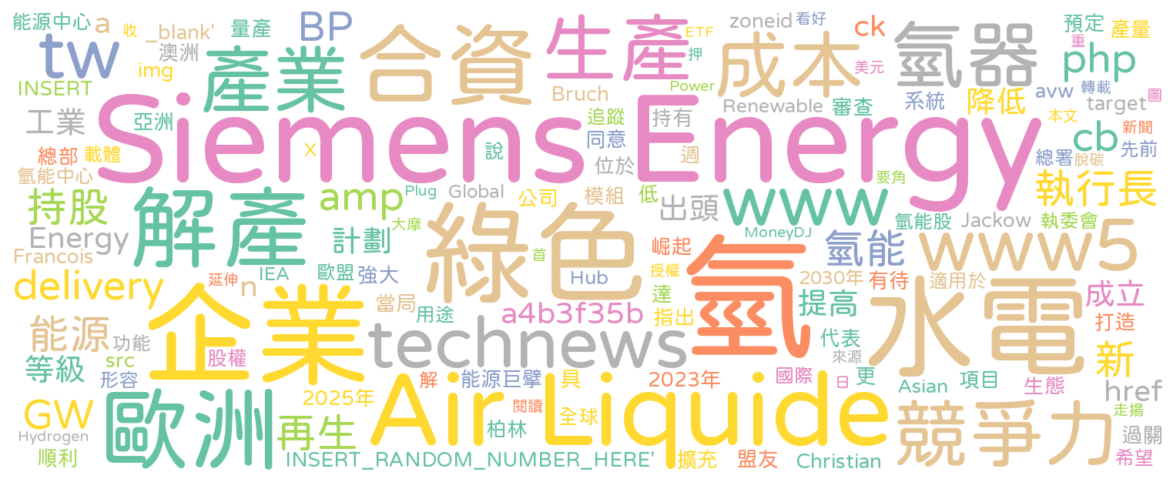 能源中心 a _blank' 收 量產 BP
tw 澳洲 img
INSERT 產業 合資 生產 ETF 押 zoneid 看好 ck 預定 產量
Bruch Power 成本 美元 氫器 php 重
工業 亞洲 Renewable 審查 系統 降低 avw 轉載 target 圖
總部 載體 Siemens Energy 追蹤 持有 本文 cb 新聞
氫能中心 X 說 同意 位於 週 總署 先前 脫碳
持股 解產 amp Plug Global 公司 模組 低 出頭 www 要角 執行長
Energy 計劃 大摩 MoneyDJ 氫能股 Jackow 執委會
Francois 綠色 首 崛起 氫 氫能 www5
delivery 延伸 n IEA 歐盟 強大 Hub 授權 2030年 有待 適用於
企業 當局 用途 a4b3f35b 達 指出 提高 水電 成立
能源 功能 technews 代表 打造
等級 src 形容 股權 來源 新
解 能源巨擘 具 2023年 國際 日 更 Asian 項目 生態 href
GW 歐洲 2025年 Air Liquide 閱讀 全球 競爭力 走揚
Hydrogen 再生 柏林 過關
順利 INSERT_RANDOM_NUMBER_HERE' 擴充 盟友 Christian 希望